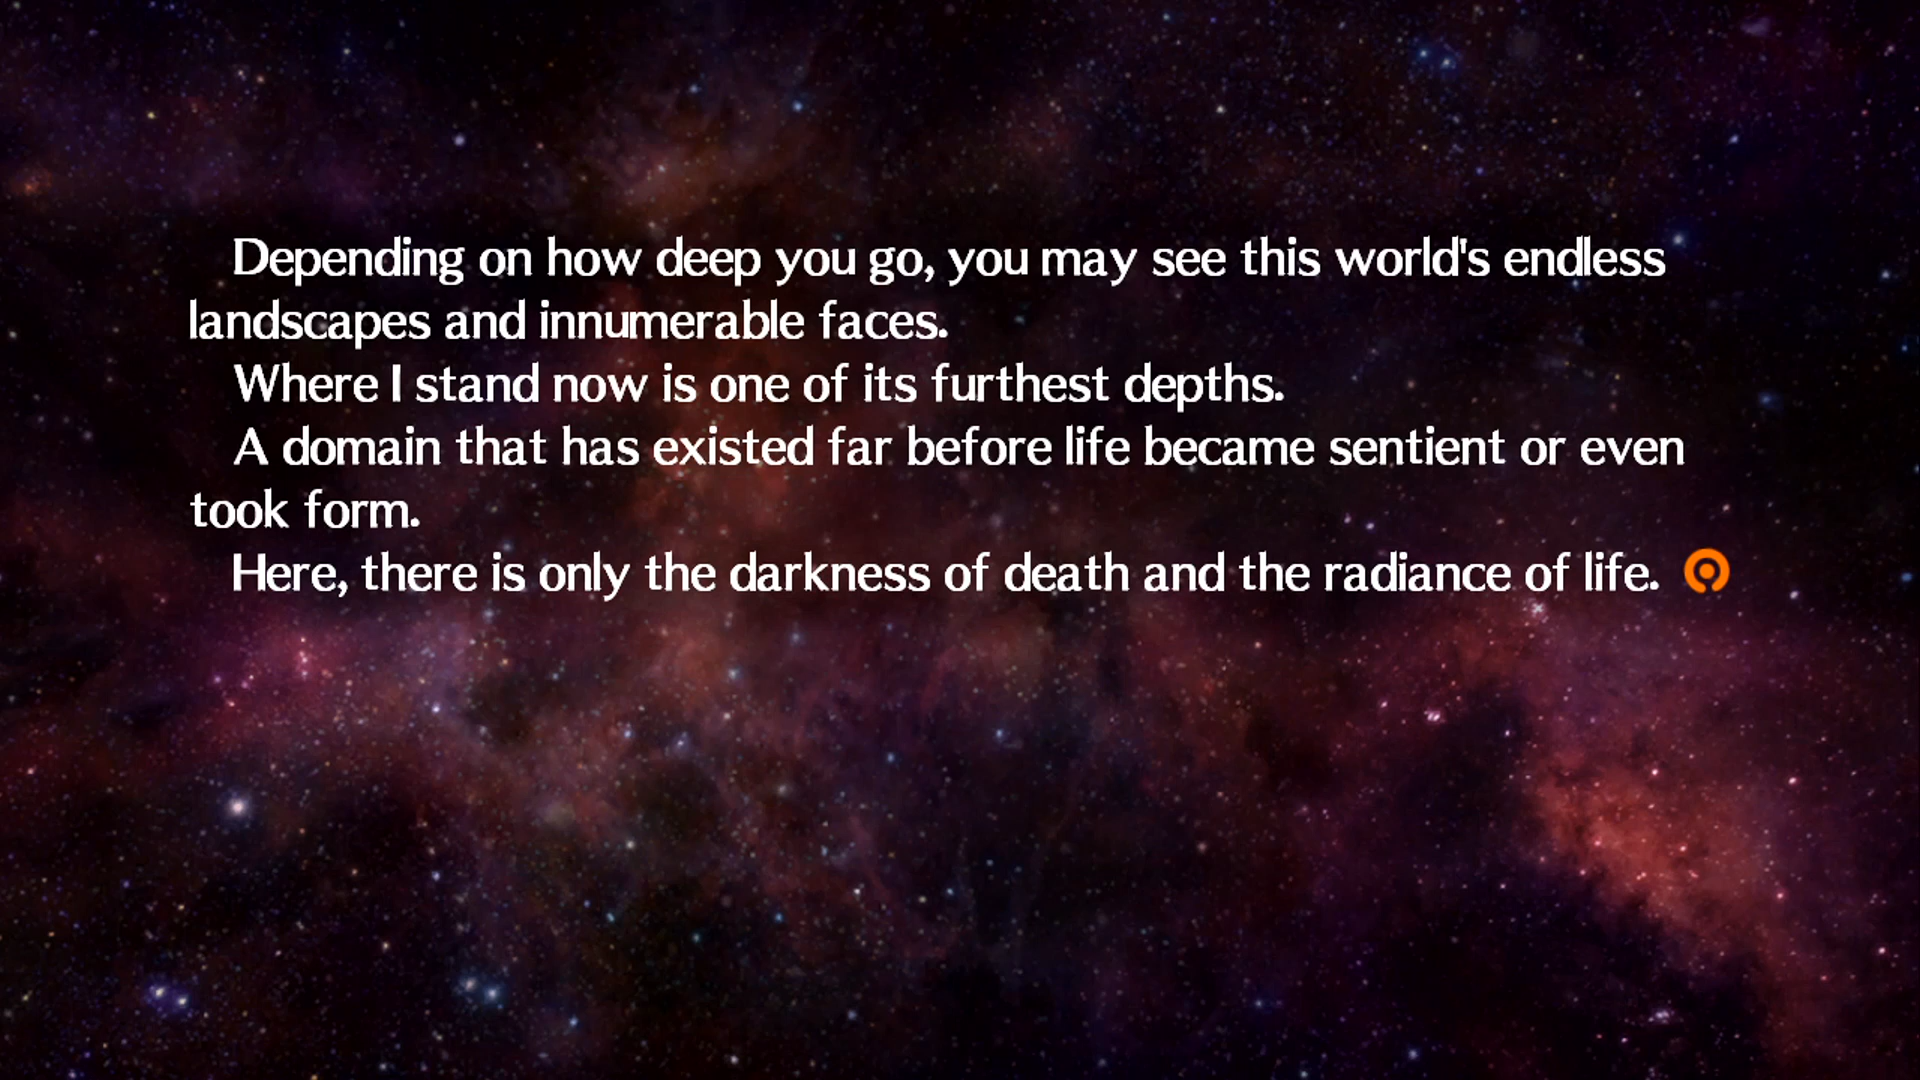 Depending on how deep you go, you may see this world's endless
landscapes and innumerable faces.
Where I stand now is one of its furthest depths.
A domain that has existed far before life became sentient or even
took form.
Here, there is only the darkness of death and the radiance of life.